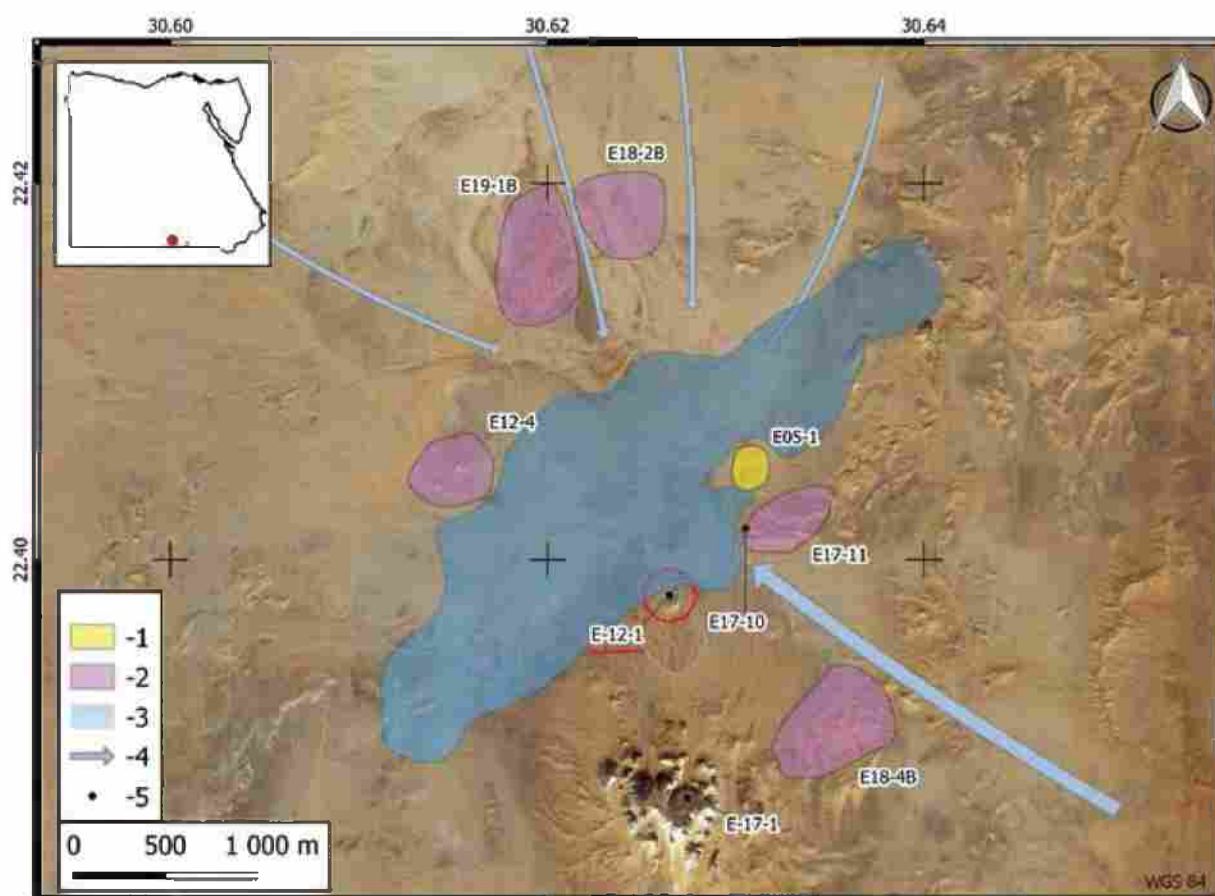 30.60 30.62 30.64
22.42
22.40
E18-2B
E19-1B
E12-4
E05-1
E17-11
E17-10
E-12-1
E18-4B
E-17-1
-1
-2
-3
-4
-5
0 500 1 000 m
WGS 84